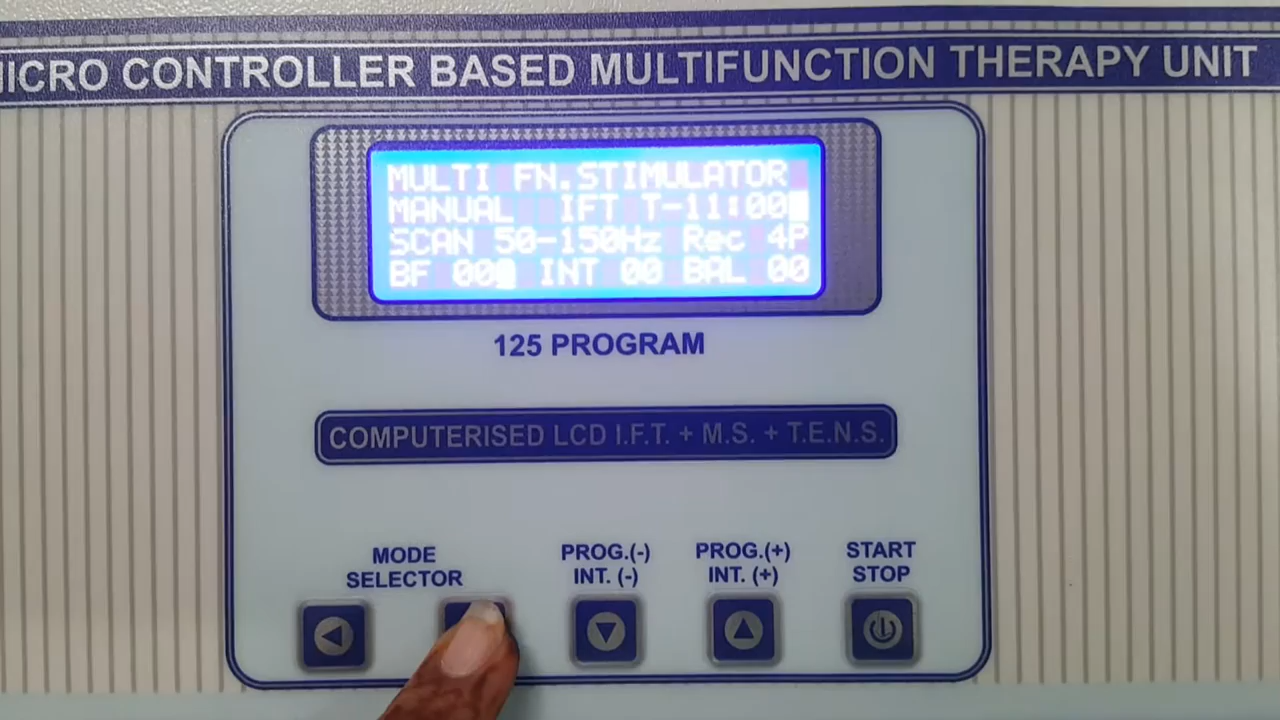 MICRO CONTROLLER BASED MULTIFUNCTION THERAPY UNIT
MULTI FN.STIMULATOR
MANUAL IFT T-11:00
SCAN 50-150Hz Rec 4P
BF 00 INT 00 BAL 00
125 PROGRAM
COMPUTERISED LCD I.F.T. + M.S. + T.E.N.S.
MODE
SELECTOR
PROG.(-)
INT. (-)
PROG.(+)
INT. (+)
START
STOP